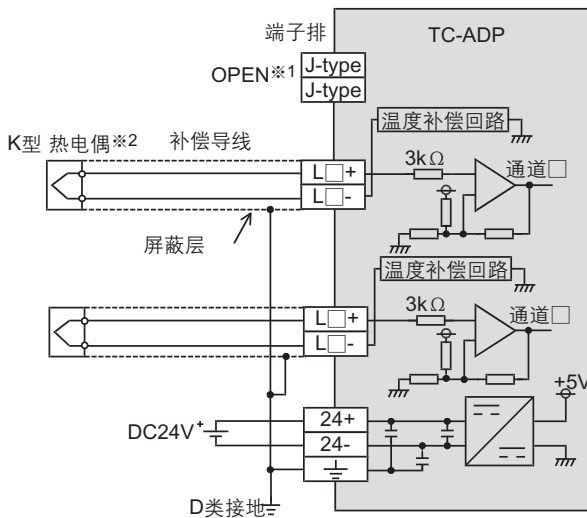 端子排
TC-ADP
OPEN※1
J-type
J-type
温度补偿回路
K型 热电偶※2
补偿导线
L□+
L□-
3kΩ
通道□
屏蔽层
温度补偿回路
L□+
L□-
3kΩ
通道□
+5V
DC24V+
24+
24-
D类接地